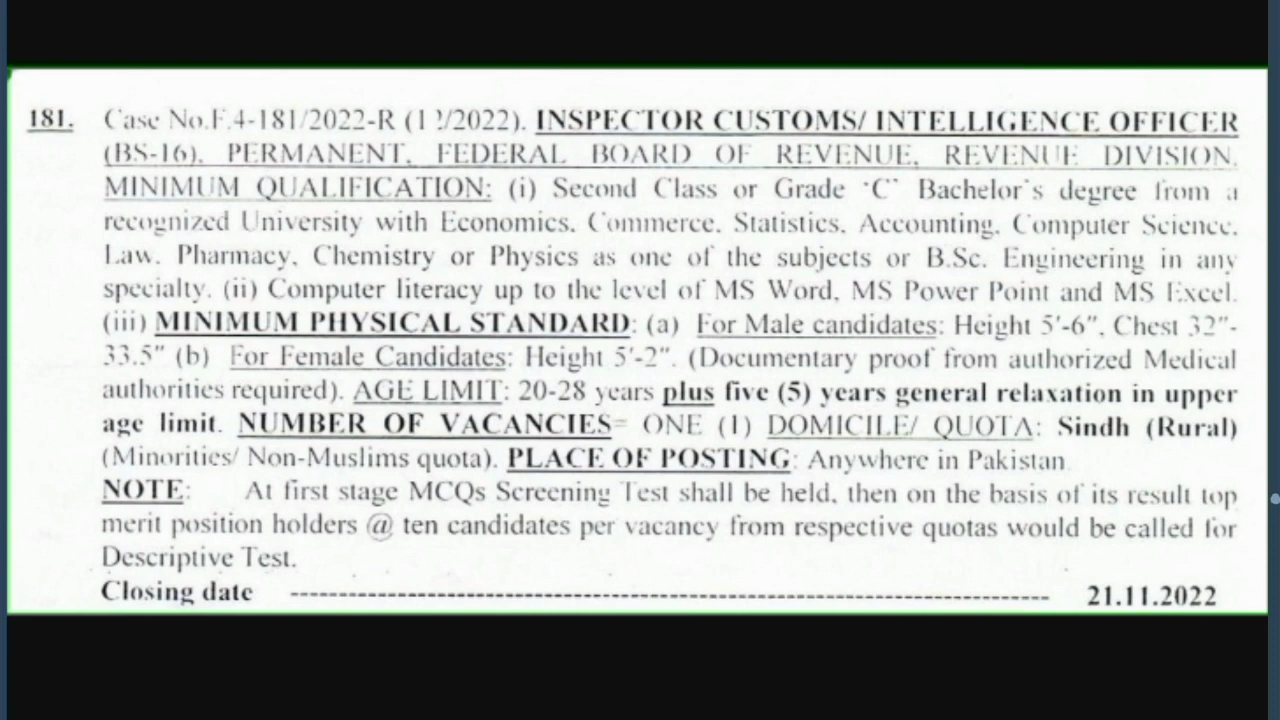 181. Case No.F.4-181/2022-R ( /2022). INSPECTOR CUSTOMS/ INTELLIGENCE OFFICER
(BS-16), PERMANENT, FEDERAL BOARD OF REVENUE, REVENUE DIVISION.
MINIMUM QUALIFICATION: (i) Second Class or Grade 'C' Bachelor's degree from a
recognized University with Economics, Commerce, Statistics, Accounting, Computer Science,
Law, Pharmacy, Chemistry or Physics as one of the subjects or B.Sc. Engineering in any
specialty. (ii) Computer literacy up to the level of MS Word, MS Power Point and MS Excel.
(iii) MINIMUM PHYSICAL STANDARD: (a) For Male candidates: Height 5'-6", Chest 32"-
33.5" (b) For Female Candidates: Height 5'-2". (Documentary proof from authorized Medical
authorities required). AGE LIMIT: 20-28 years plus five (5) years general relaxation in upper
age limit. NUMBER OF VACANCIES= ONE (1) DOMICILE/ QUOTA: Sindh (Rural)
(Minorities/ Non-Muslims quota). PLACE OF POSTING: Anywhere in Pakistan.
NOTE: At first stage MCQs Screening Test shall be held, then on the basis of its result top
merit position holders @ ten candidates per vacancy from respective quotas would be called for
Descriptive Test.
Closing date ---------------------------------------------------------------------------- 21.11.2022